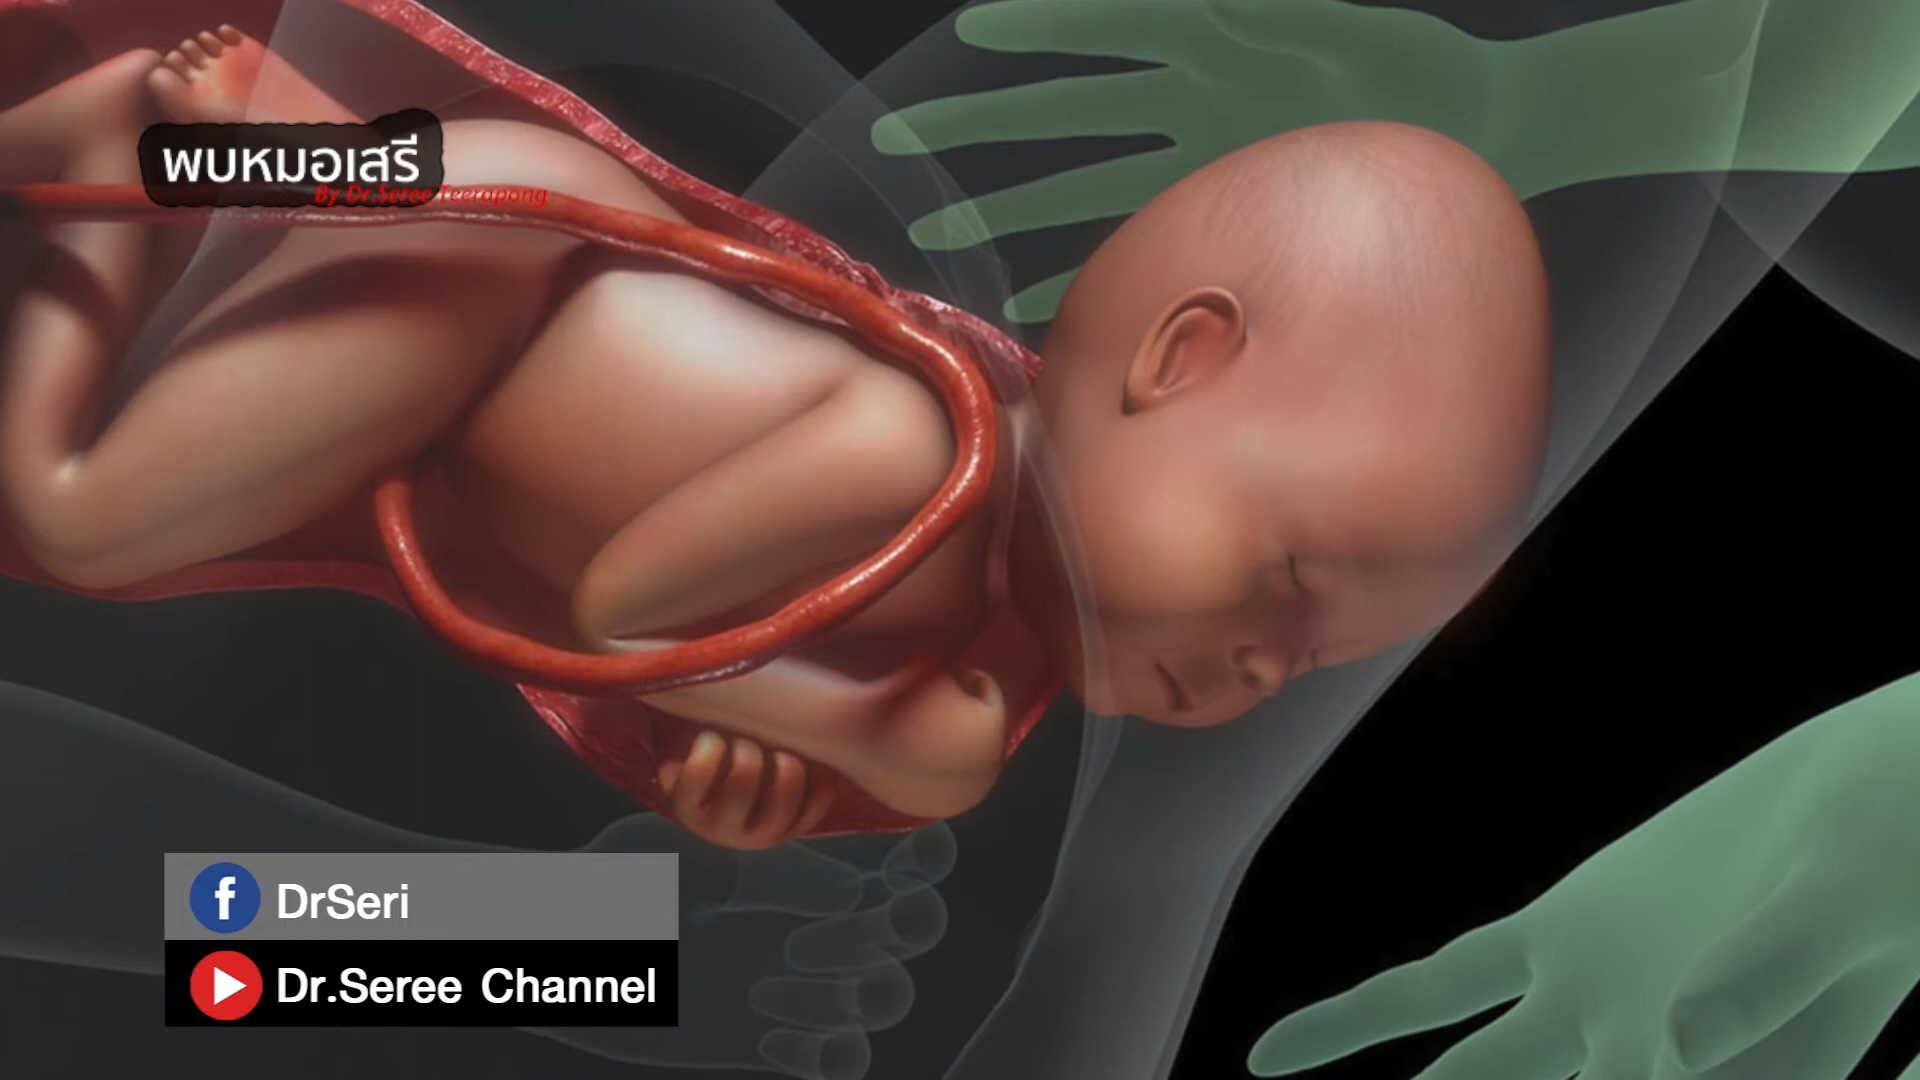 พบหมอเสรี
By Dr.Seree Teerapong
DrSeri
Dr.Seree Channel